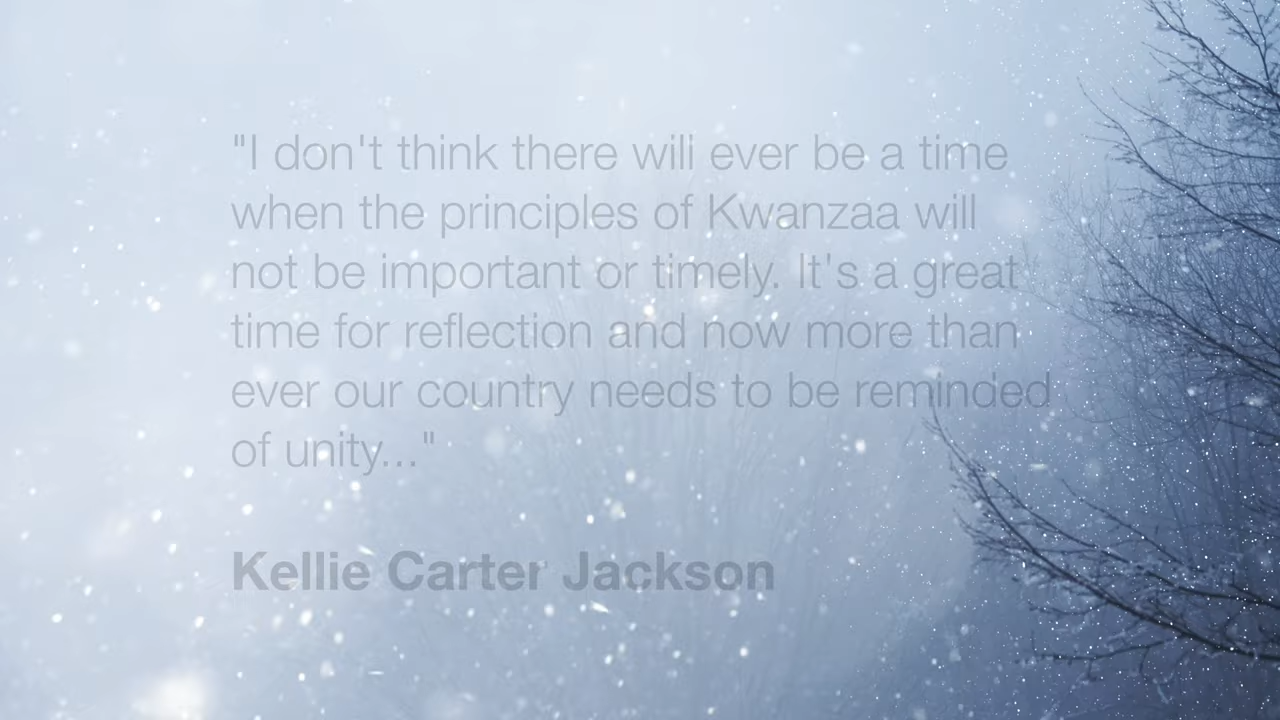 "I don't think there will ever be a time
when the principles of Kwanzaa will
not be important or timely. It's a great
time for reflection and now more than
ever our country needs to be reminded
of unity..."
Kellie Carter Jackson